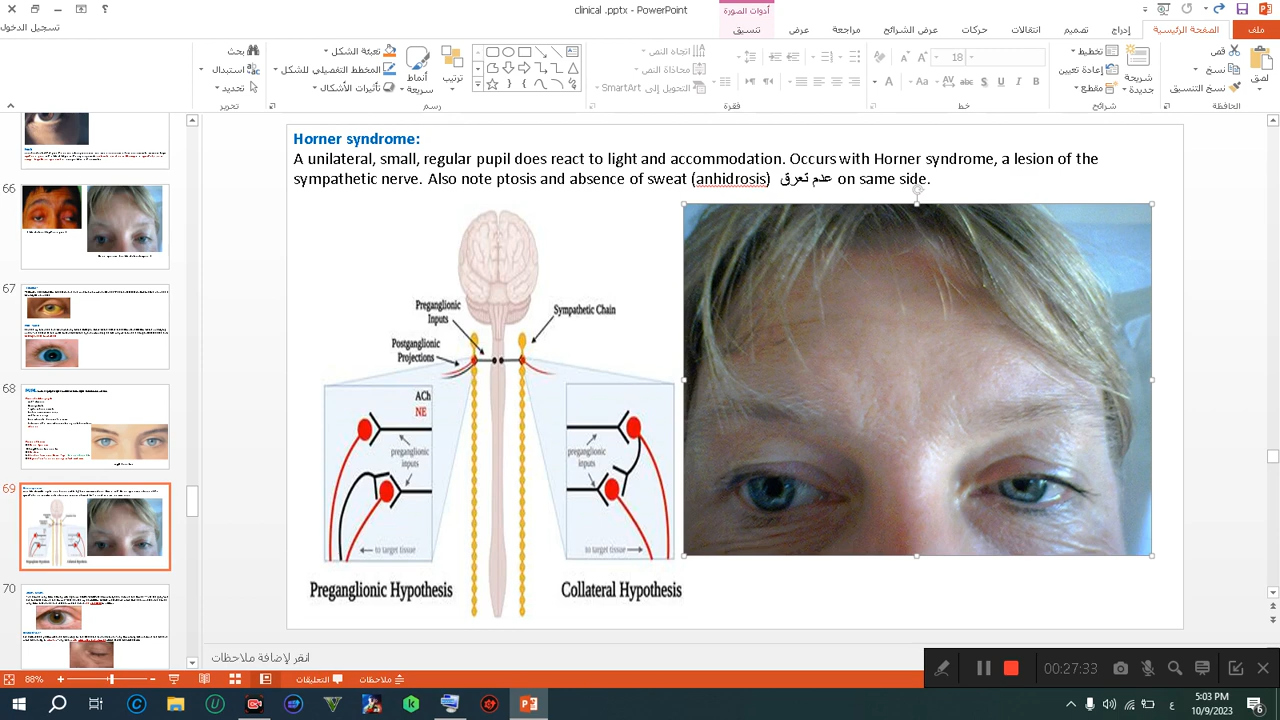 clinical .pptx - PowerPoint
أدوات الصورة
تسجيل الدخول
ملف
الصفحة الرئيسية
إدراج
تصميم
انتقالات
حركات
عرض الشرائح
مراجعة
عرض
تنسيق
لصق
قص
نسخ
نسخ التنسيق
الحافظة
شريحة جديدة
تخطيط
إعادة تعيين
مقطع
شرائح
18
خط
فقرة
اتجاه النص
محاذاة النص
التحويل إلى SmartArt
ترتيب
أنماط سريعة
تعبئة الشكل
المخطط التفصيلي للشكل
تأثيرات الأشكال
رسم
بحث
استبدال
تحديد
تحرير
66
67
68
69
70
Horner syndrome:
A unilateral, small, regular pupil does react to light and accommodation. Occurs with Horner syndrome, a lesion of the
sympathetic nerve. Also note ptosis and absence of sweat (anhidrosis) عدم تعرق on same side.
Preganglionic
Inputs
Sympathetic Chain
Postganglionic
Projections
ACh
NE
preganglionic
inputs
preganglionic
inputs
to target tissue
to target tissue
Preganglionic Hypothesis
Collateral Hypothesis
انقر لإضافة ملاحظات
88%
التعليقات
ملاحظات
00:27:33
5:03 PM
10/9/2023